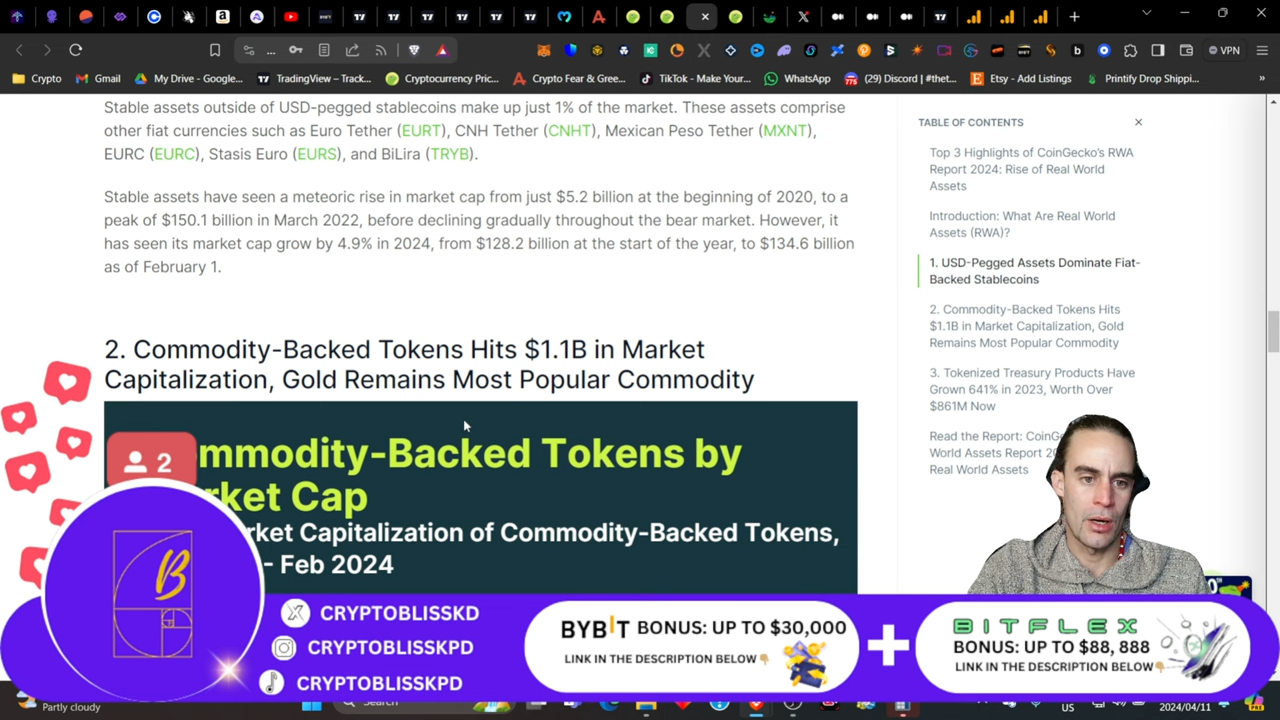 VPN
Crypto
Gmail
My Drive - Google...
TradingView – Track...
Cryptocurrency Pric...
Crypto Fear & Gree...
TikTok - Make Your...
WhatsApp
(29) Discord | #thet...
Etsy - Add Listings
Printify Drop Shippi...
»
Stable assets outside of USD-pegged stablecoins make up just 1% of the market. These assets comprise
other fiat currencies such as Euro Tether (EURT), CNH Tether (CNHT), Mexican Peso Tether (MXNT),
EURC (EURC), Stasis Euro (EURS), and BiLira (TRYB).
Stable assets have seen a meteoric rise in market cap from just $5.2 billion at the beginning of 2020, to a
peak of $150.1 billion in March 2022, before declining gradually throughout the bear market. However, it
has seen its market cap grow by 4.9% in 2024, from $128.2 billion at the start of the year, to $134.6 billion
as of February 1.
2. Commodity-Backed Tokens Hits $1.1B in Market
Capitalization, Gold Remains Most Popular Commodity
mmodity-Backed Tokens by
rket Cap
rket Capitalization of Commodity-Backed Tokens,
- Feb 2024
TABLE OF CONTENTS
Top 3 Highlights of CoinGecko's RWA
Report 2024: Rise of Real World
Assets
Introduction: What Are Real World
Assets (RWA)?
1. USD-Pegged Assets Dominate Fiat-
Backed Stablecoins
2. Commodity-Backed Tokens Hits
$1.1B in Market Capitalization, Gold
Remains Most Popular Commodity
3. Tokenized Treasury Products Have
Grown 641% in 2023, Worth Over
$861M Now
Read the Report: CoinG
World Assets Report 20
Real World Assets
2
B
X CRYPTOBLISSKD
CRYPTOBLISSKPD
CRYPTOBLISSKPD
BYBIT BONUS: UP TO $30,000
LINK IN THE DESCRIPTION BELOW
+
BITFLEX
BONUS: UP TO $88, 888
LINK IN THE DESCRIPTION BELOW
Partly cloudy
Search
US
2024/04/11